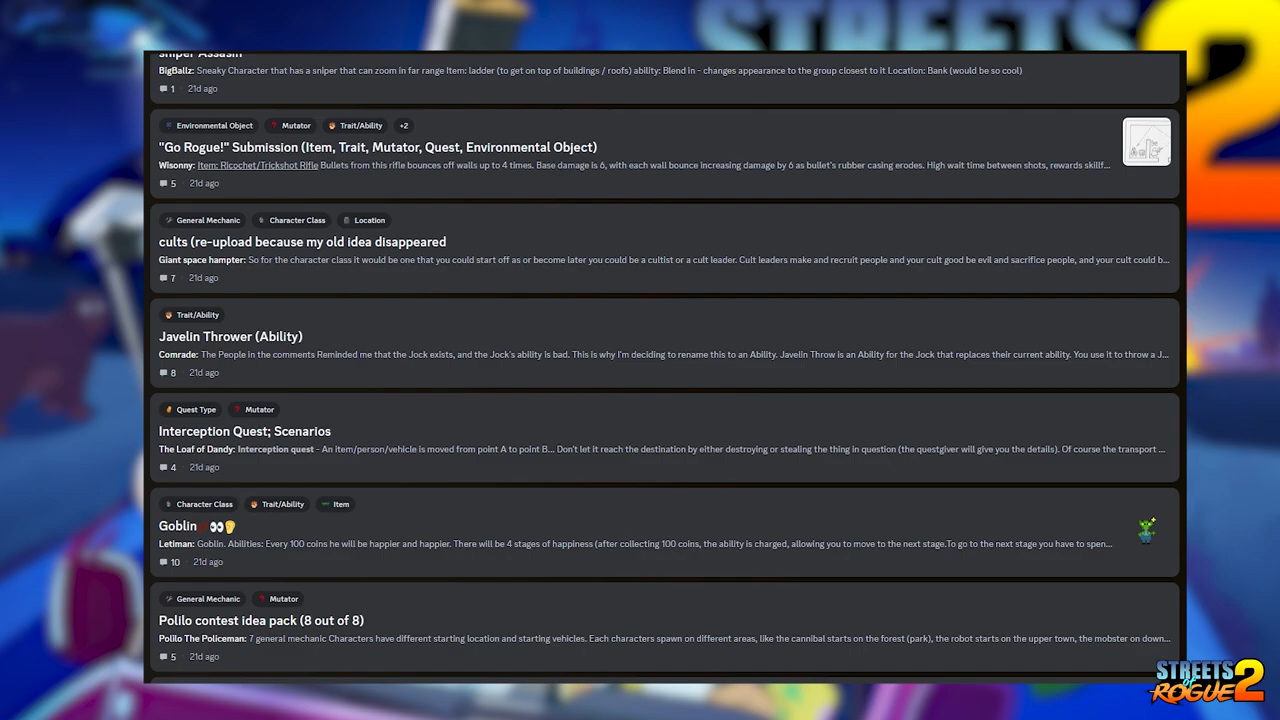 STREETS
2
sniper Assasin
BigBallz: Sneaky Character that has a sniper that can zoom in far range Item: ladder (to get on top of buildings / roofs) ability: Blend in - changes appearance to the group closest to it Location: Bank (would be so cool)
1 21d ago
Environmental Object Mutator Trait/Ability +2
"Go Rogue!" Submission (Item, Trait, Mutator, Quest, Environmental Object)
Wisonny: Item: Ricochet/Trickshot Rifle Bullets from this rifle bounce off walls up to 4 times. Base damage is 6, with each wall bounce increasing damage by 6 as bullet's rubber casing erodes. High wait time between shots, rewards skillf...
5 21d ago
General Mechanic Character Class Location
cults (re-upload because my old idea disappeared
Giant space hampter: So for the character class it would be one that you could start off as or become later you could be a cultist or a cult leader. Cult leaders make and recruit people and your cult good be evil and sacrifice people, and your cult could b...
7 21d ago
Trait/Ability
Javelin Thrower (Ability)
Comrade: The People in the comments Reminded me that the Jock exists, and the Jock's ability is bad. This is why I'm deciding to rename this to an Ability. Javelin Throw is an Ability for the Jock that replaces their current ability. You use it to throw a J...
8 21d ago
Quest Type Mutator
Interception Quest; Scenarios
The Loaf of Dandy: Interception quest - An item/person/vehicle is moved from point A to point B... Don't let it reach the destination by either destroying or stealing the thing in question (the questgiver will give you the details). Of course the transport ...
4 21d ago
Character Class Trait/Ability Item
Goblin
Letiman: Goblin. Abilities: Every 100 coins he will be happier and happier. There will be 4 stages of happiness (after collecting 100 coins, the ability is charged, allowing you to move to the next stage.To go to the next stage you have to spen...
10 21d ago
General Mechanic Mutator
Polilo contest idea pack (8 out of 8)
Polilo The Policeman: 7 general mechanic Characters have different starting location and starting vehicles. Each characters spawn on different areas, like the cannibal starts on the forest (park), the robot starts on the upper town, the mobster on down...
5 21d ago
STREETS
of
ROGUE 2